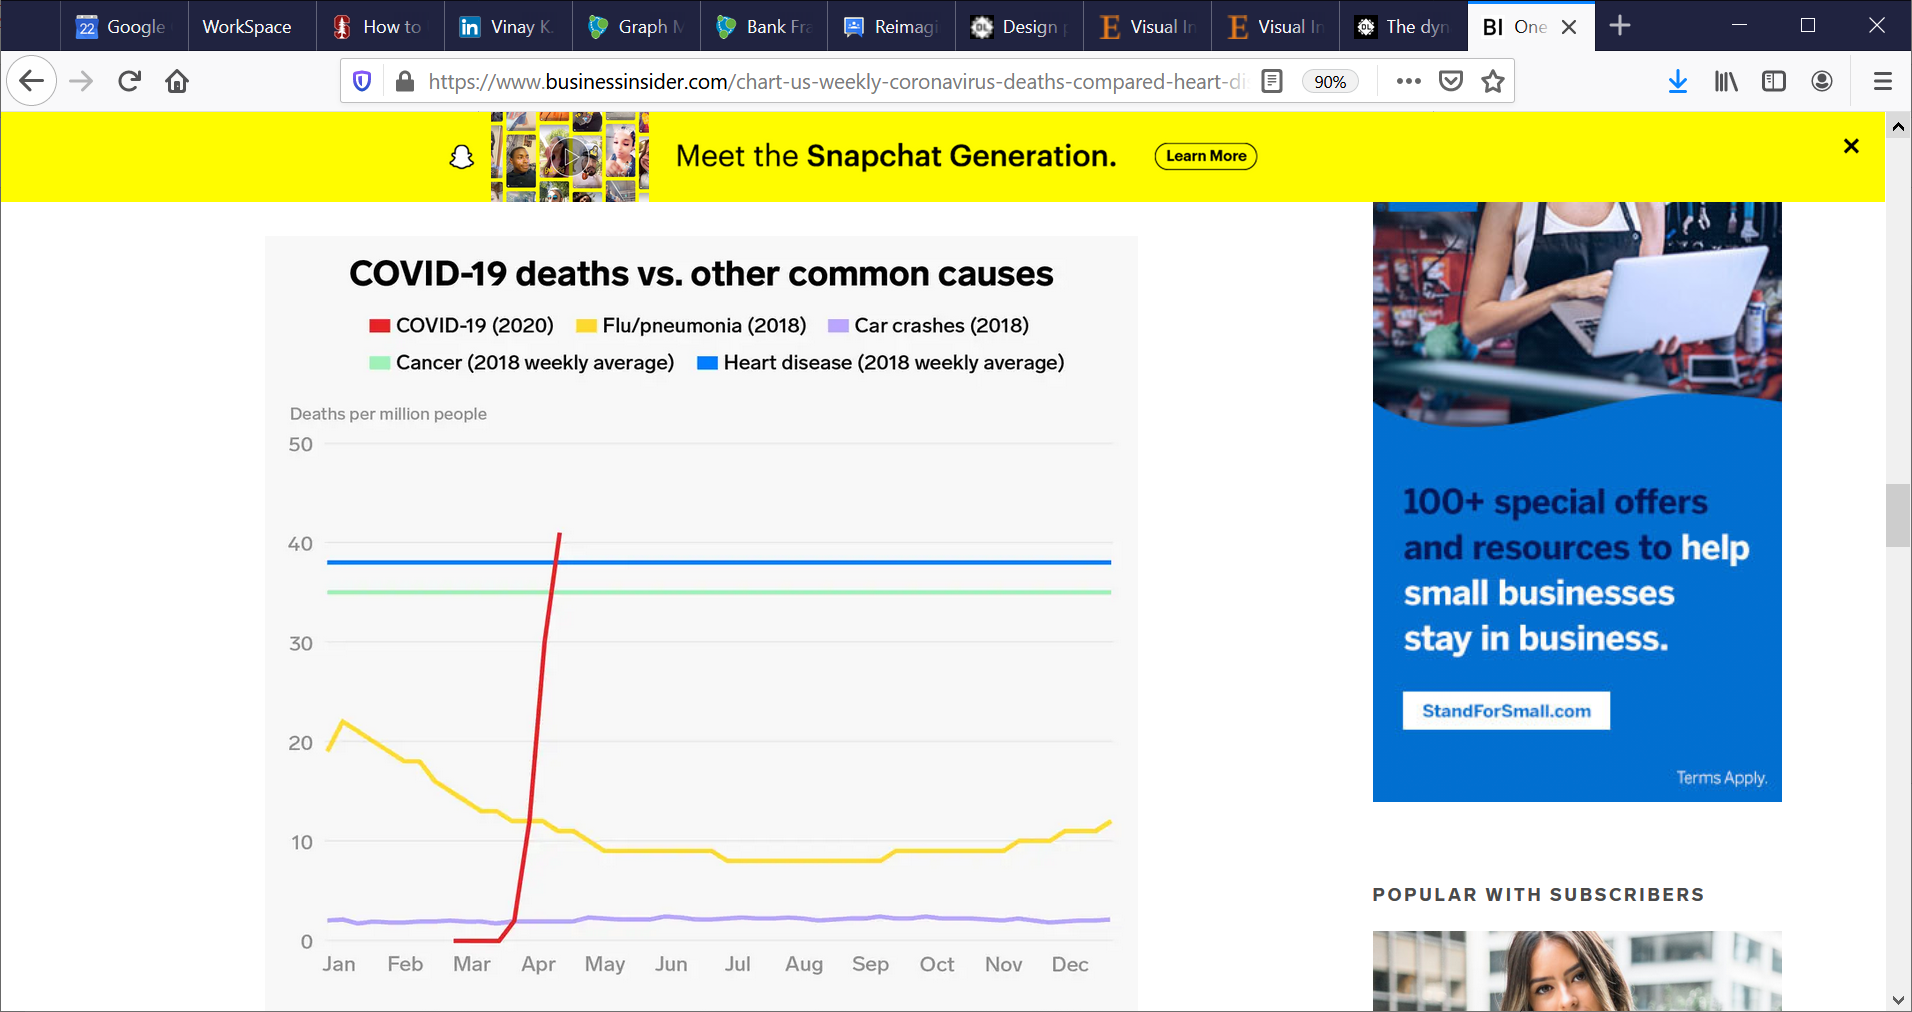 22 Google
WorkSpace
How to
Vinay K.
Graph M
Bank Fra
Reimagi
Design p
Visual In
Visual In
The dyn
BI One
https://www.businessinsider.com/chart-us-weekly-coronavirus-deaths-compared-heart-di
90%
Meet the Snapchat Generation.
Learn More
COVID-19 deaths vs. other common causes
COVID-19 (2020) Flu/pneumonia (2018) Car crashes (2018)
Cancer (2018 weekly average) Heart disease (2018 weekly average)
Deaths per million people
50
40
30
20
10
0
Jan Feb Mar Apr May Jun Jul Aug Sep Oct Nov Dec
100+ special offers
and resources to help
small businesses
stay in business.
StandForSmall.com
Terms Apply.
POPULAR WITH SUBSCRIBERS